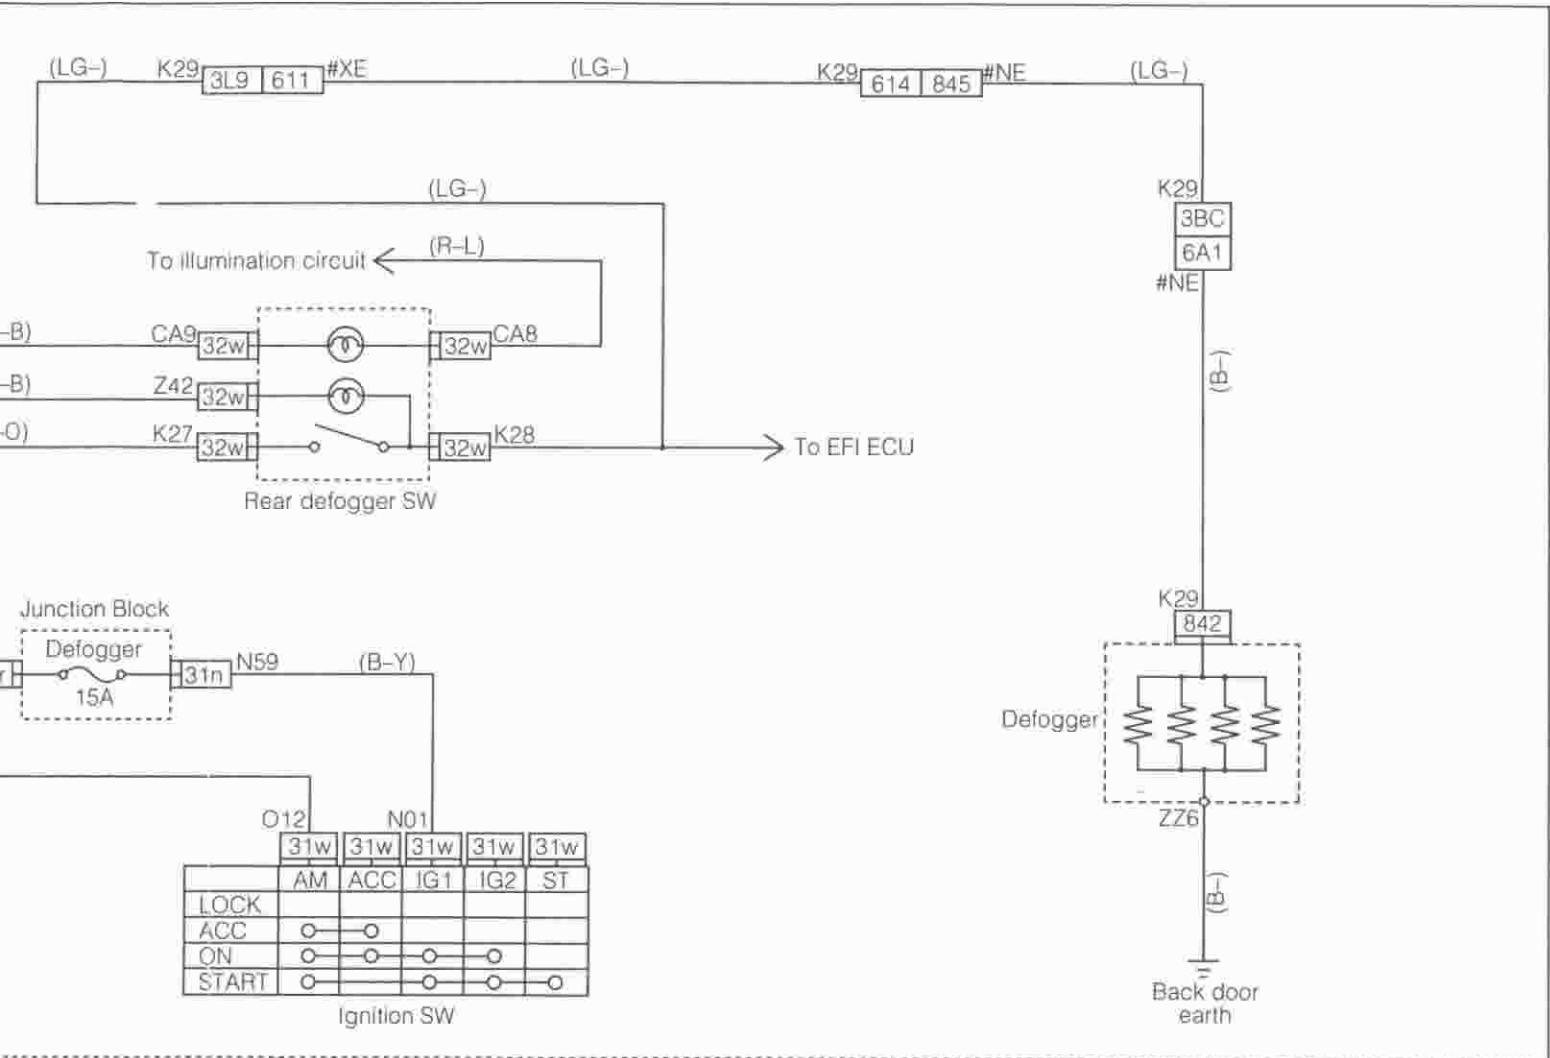 (LG–) K29 3L9 611 #XE (LG–) K29 614 845 #NE (LG–)
K29
3BC
6A1
#NE
(LG–)
To illumination circuit (R–L)
–B) CA9 32w 32w CA8
–B) Z42 32w
–O) K27 32w 32w K28 To EFI ECU
Rear defogger SW
(B–)
Junction Block
Defogger
15A
r 31n N59 (B–Y)
K29
842
Defogger
ZZ6
(B–)
Back door
earth
O12 N01
31w 31w 31w 31w 31w
AM ACC IG1 IG2 ST
LOCK
ACC
ON
START
Ignition SW